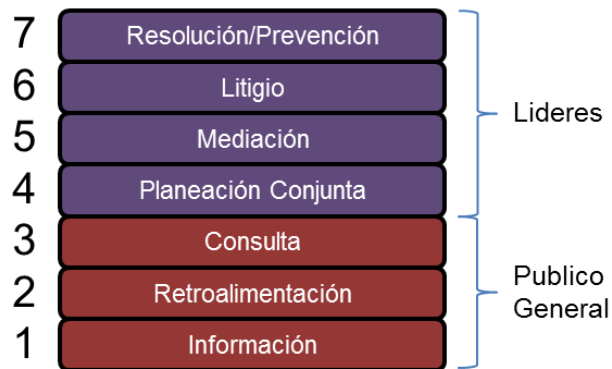 7 Resolución/Prevención
6 Litigio
5 Mediación
4 Planeación Conjunta
Lideres
3 Consulta
2 Retroalimentación
1 Información
Publico
General